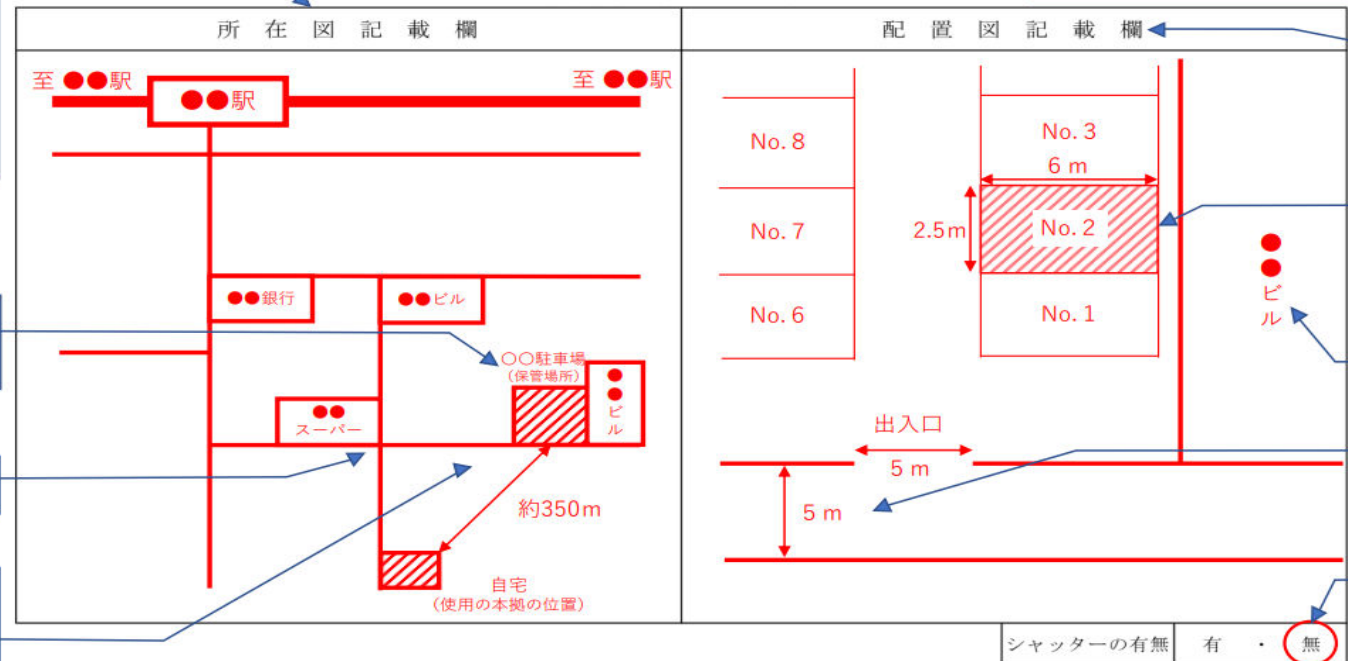 所在図記載欄
至 ●●駅
●●駅
至 ●●駅
●●銀行
●●ビル
〇〇駐車場
(保管場所)
●●ビル
●●
スーパー
約350m
自宅
(使用の本拠の位置)
配置図記載欄
No. 8
No. 3
6 m
No. 7
2.5m
No. 2
●●ビル
No. 6
No. 1
出入口
5 m
5 m
シャッターの有無 有 ・ 無